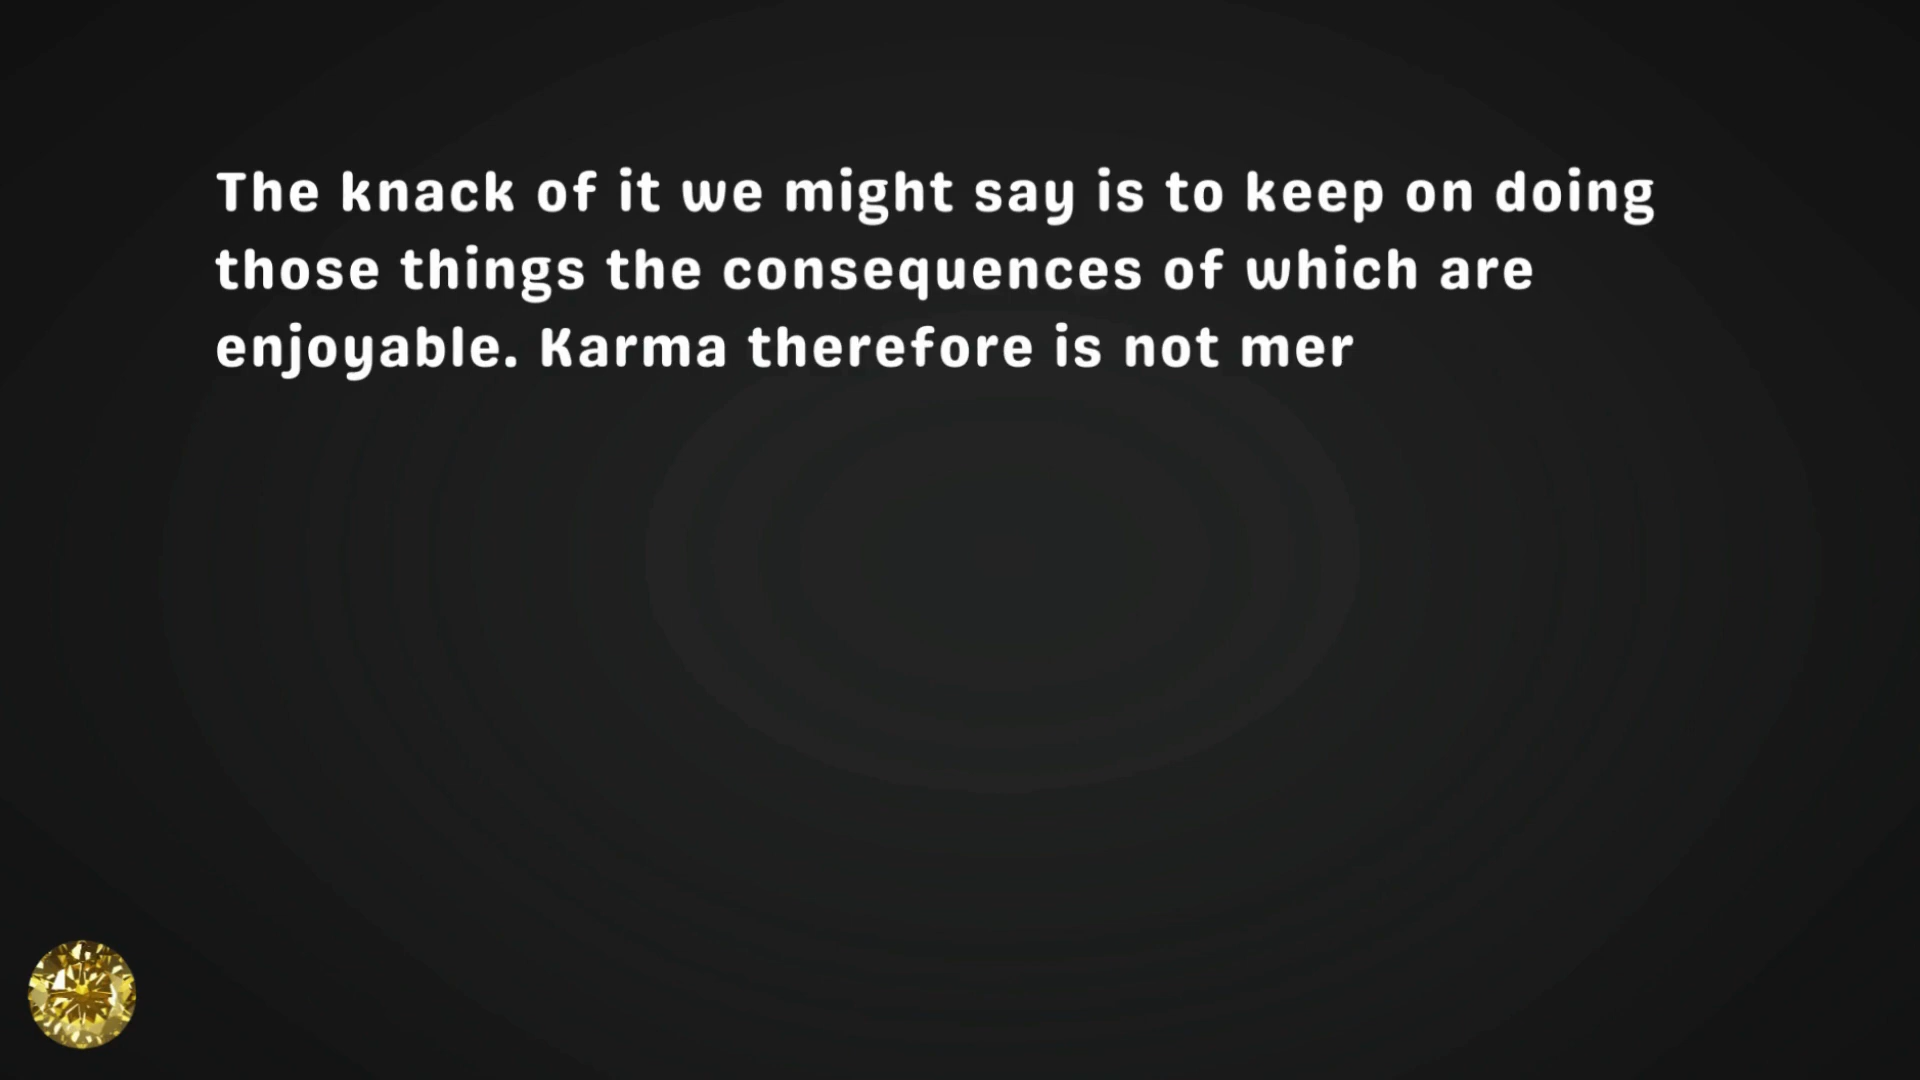 The knack of it we might say is to keep on doing
those things the consequences of which are
enjoyable. Karma therefore is not mer